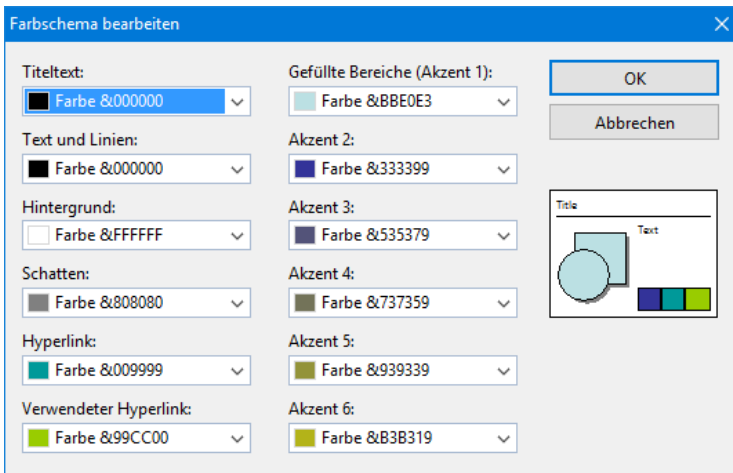 Farbschema bearbeiten
Titeltext:
Farbe &000000
Text und Linien:
Farbe &000000
Hintergrund:
Farbe &FFFFFF
Schatten:
Farbe &808080
Hyperlink:
Farbe &009999
Verwendeter Hyperlink:
Farbe &99CC00
Gefüllte Bereiche (Akzent 1):
Farbe &BBE0E3
Akzent 2:
Farbe &333399
Akzent 3:
Farbe &535379
Akzent 4:
Farbe &737359
Akzent 5:
Farbe &939339
Akzent 6:
Farbe &B3B319
OK
Abbrechen
Title
Text